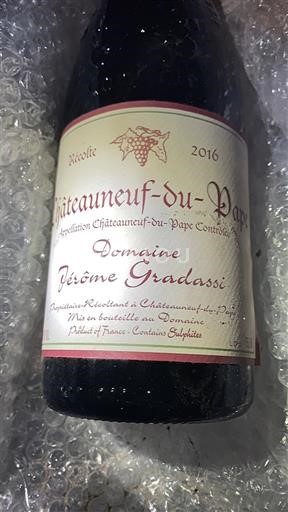 Récolte 2016
Châteauneuf-du-Pape
Appellation Châteauneuf-du-Pape Contrôlée
Domaine
Jérôme Gradassi
Propriétaire-Récoltant à Châteauneuf-du-Pape
Mis en bouteille au Domaine
Product of France - Contains Sulphites